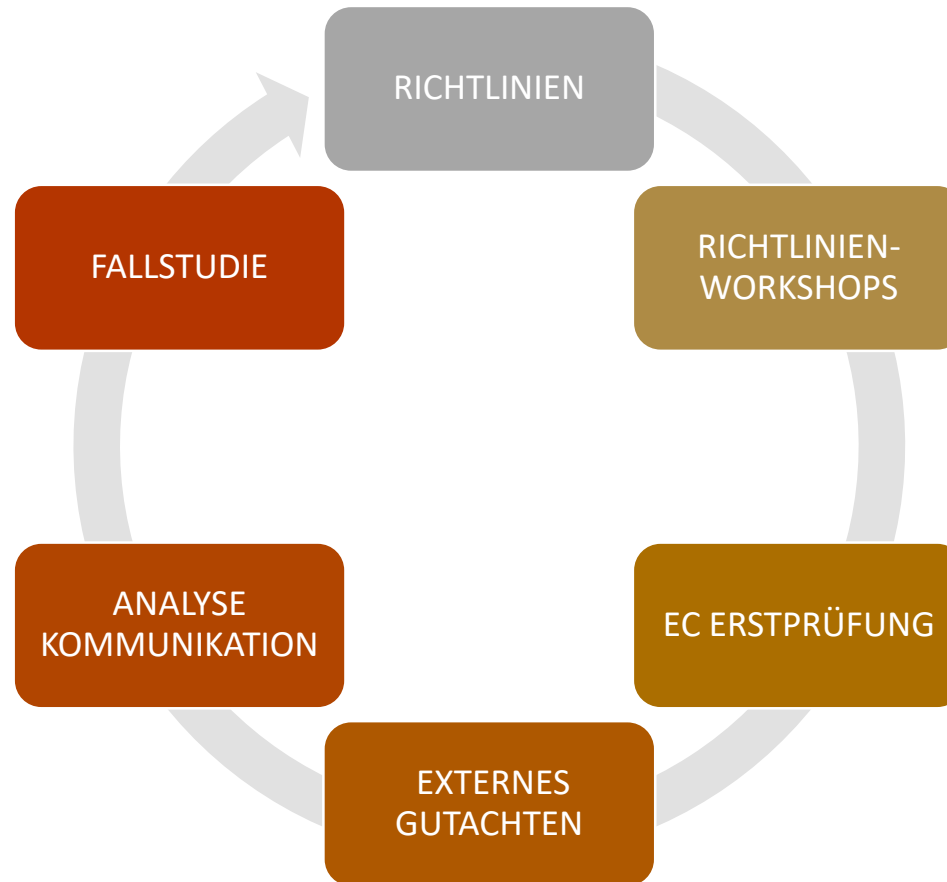 RICHTLINIEN
RICHTLINIEN-
WORKSHOPS
EC ERSTPRÜFUNG
EXTERNES
GUTACHTEN
ANALYSE
KOMMUNIKATION
FALLSTUDIE